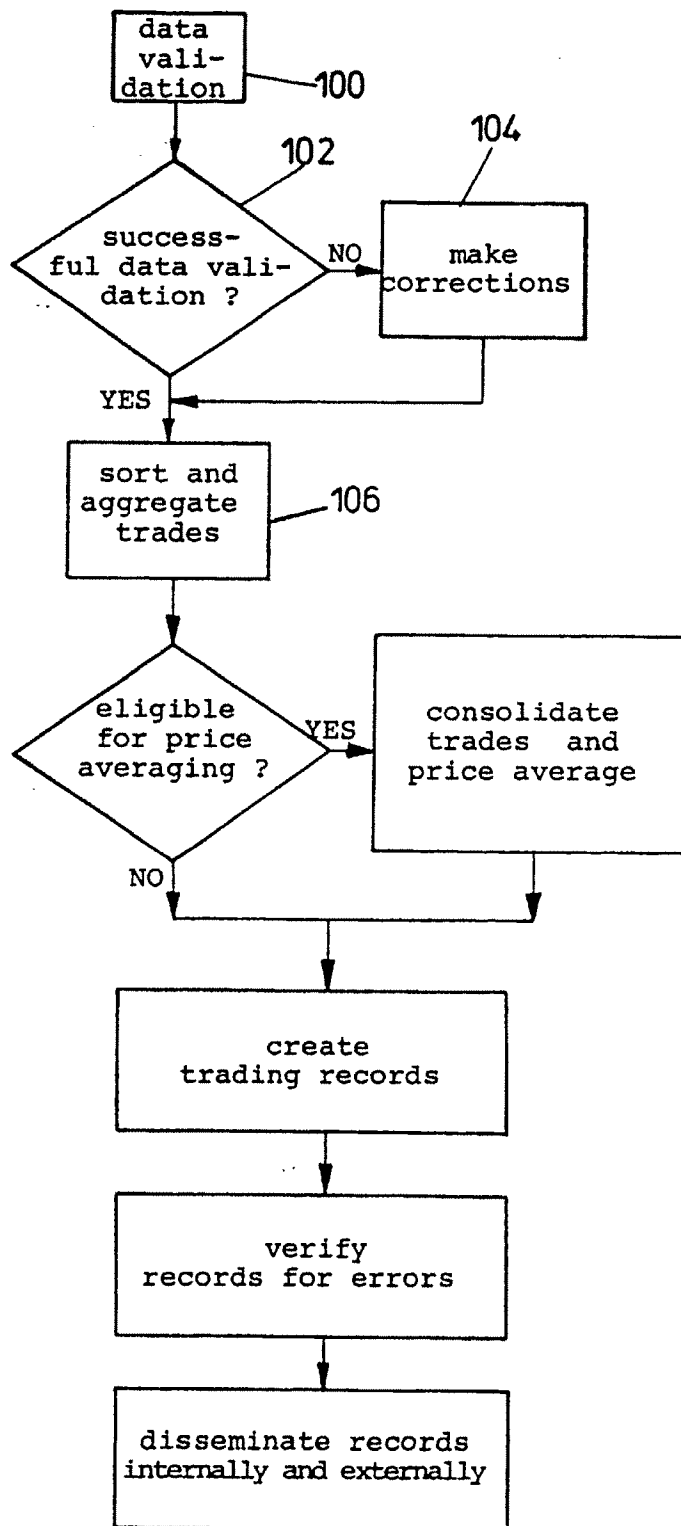 data
vali-
dation
100
102
104
success-
ful data vali-
dation ?
NO
make
corrections
YES
sort and
aggregate
trades
106
eligible
for price
averaging ?
YES
consolidate
trades and
price average
NO
create
trading records
verify
records for errors
disseminate records
internally and externally